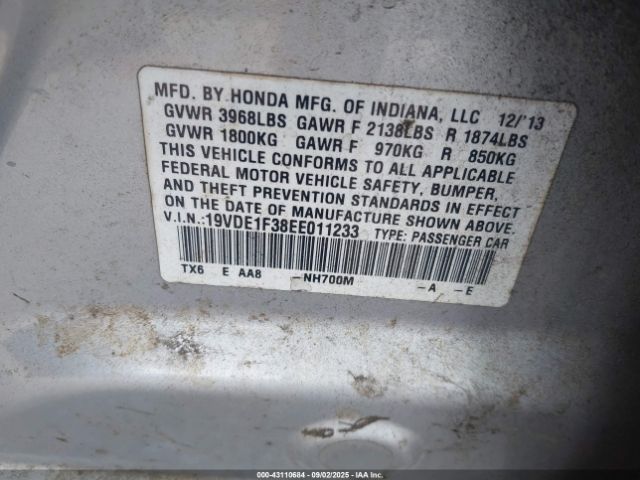 MFD. BY HONDA MFG. OF INDIANA, LLC 12/'13
GVWR 3968LBS GAWR F 2138LBS R 1874LBS
GVWR 1800KG GAWR F 970KG R 850KG
THIS VEHICLE CONFORMS TO ALL APPLICABLE
FEDERAL MOTOR VEHICLE SAFETY, BUMPER,
AND THEFT PREVENTION STANDARDS IN EFFECT
ON THE DATE OF MANUFACTURE SHOWN ABOVE.
V.I.N.:19VDE1F38EE011233 TYPE: PASSENGER CAR
TX6 E AA8 -NH700M -A -E
000-43110684 | 09/02/2025 | IAA Inc.